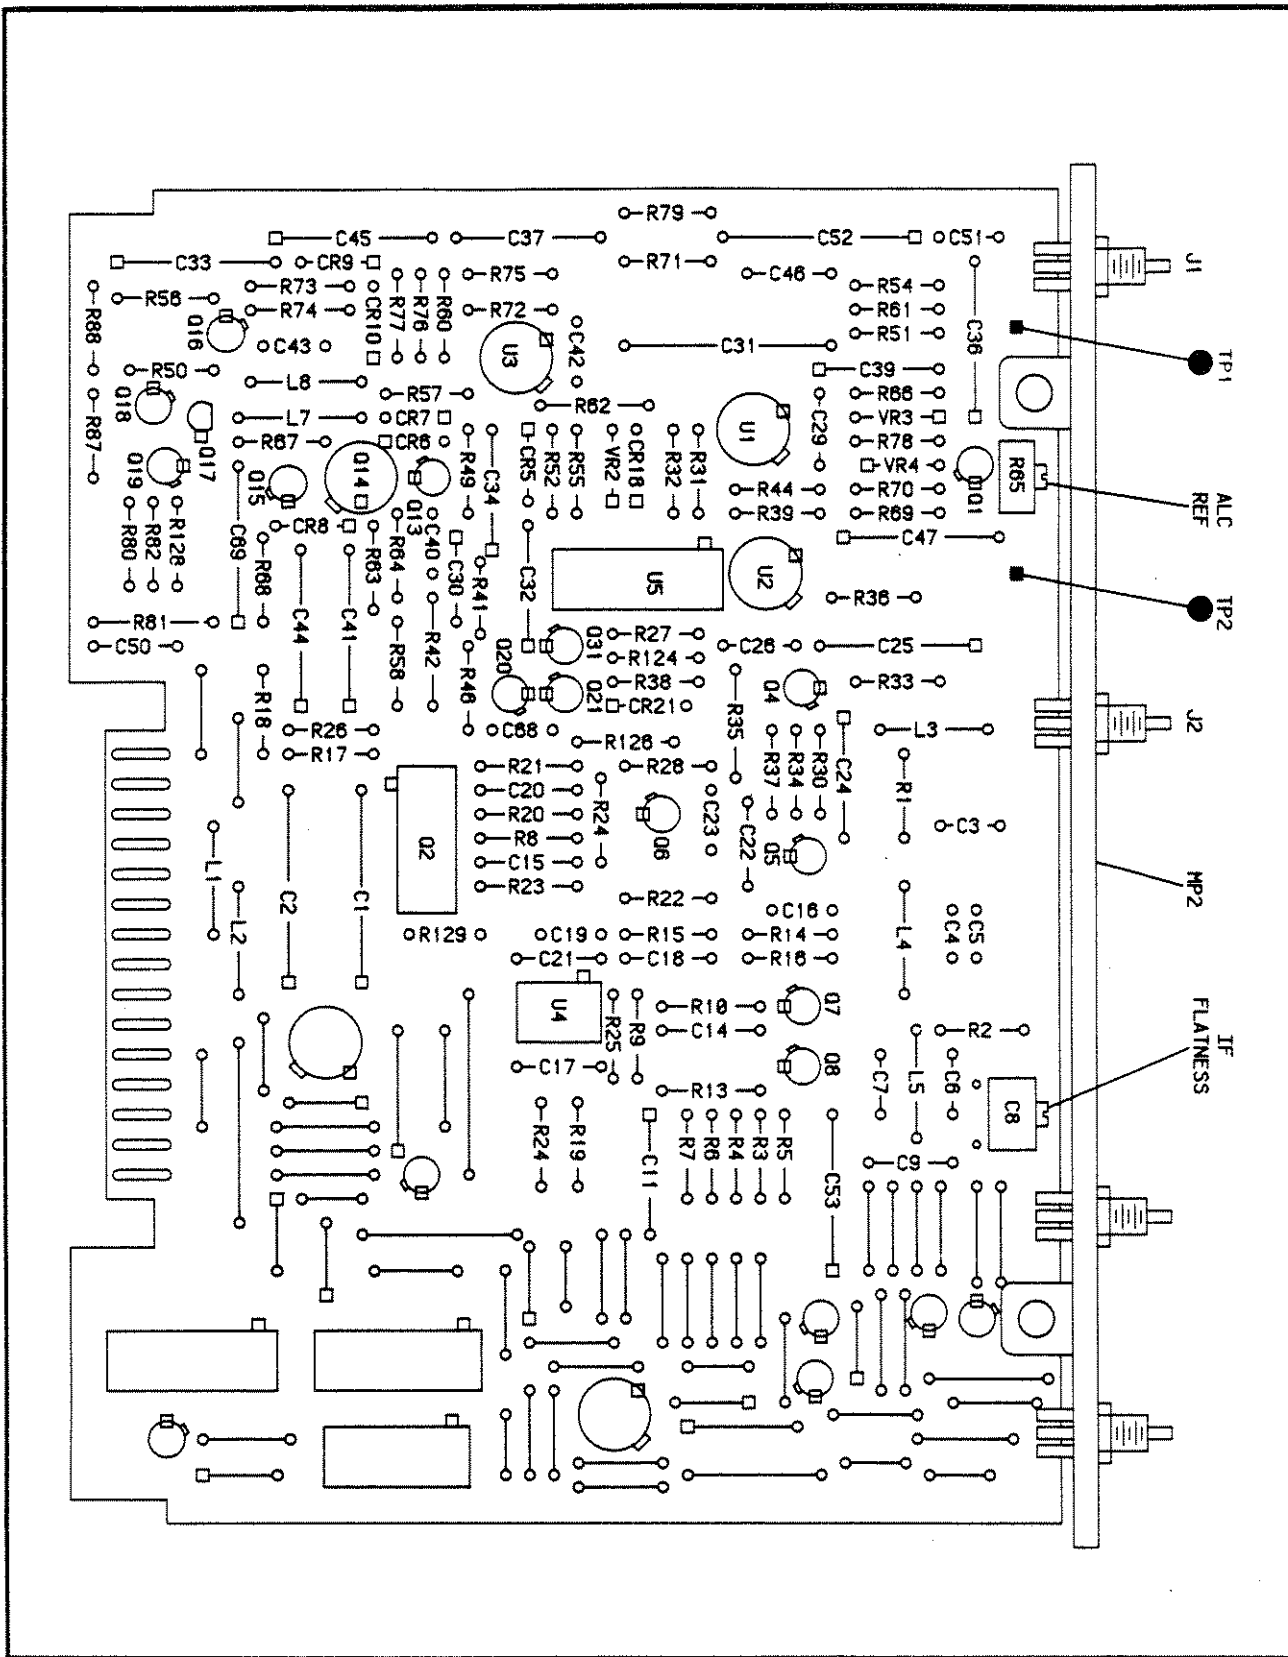 R79
C45
C37
C52
C51
J1
C33
CR9
R71
C46
R75
R54
R73
R56
R74
R72
R61
R51
C36
R88
Q16
CR10
R77
R76
R60
U3
C42
C31
TP1
C43
R50
L8
C39
R57
R66
Q18
R62
C29
L7
CR7
VR3
R87
Q17
R67
CR6
U1
R78
R49
C34
CR5
R52
R55
VR2
CR18
R32
R31
VR4
Q1
R65
Q19
Q15
Q14
Q13
R44
R70
R39
R69
ALC
REF
R80
R82
R128
C69
CR8
C40
C47
R68
R63
R64
C30
R41
C32
U5
U2
R36
TP2
R81
C44
C41
R58
R42
C50
R46
Q20
Q31
R27
R124
C26
C25
R38
R33
Q21
CR21
R35
Q4
R18
R26
C68
L3
J2
R17
R126
C24
R21
R28
R37
R34
R30
R1
C20
R24
C23
C22
R20
Q6
C3
Q2
R8
C15
Q5
R23
L1
C2
C1
R22
MP2
L2
C16
L4
C4
C5
R129
C19
R15
R14
C21
C18
R16
U4
R25
R9
R10
Q7
C14
R2
IF
FLATNESS
C17
Q8
C7
L5
C6
R13
C8
R24
R19
C11
R7
R6
R4
R3
R5
C53
C9